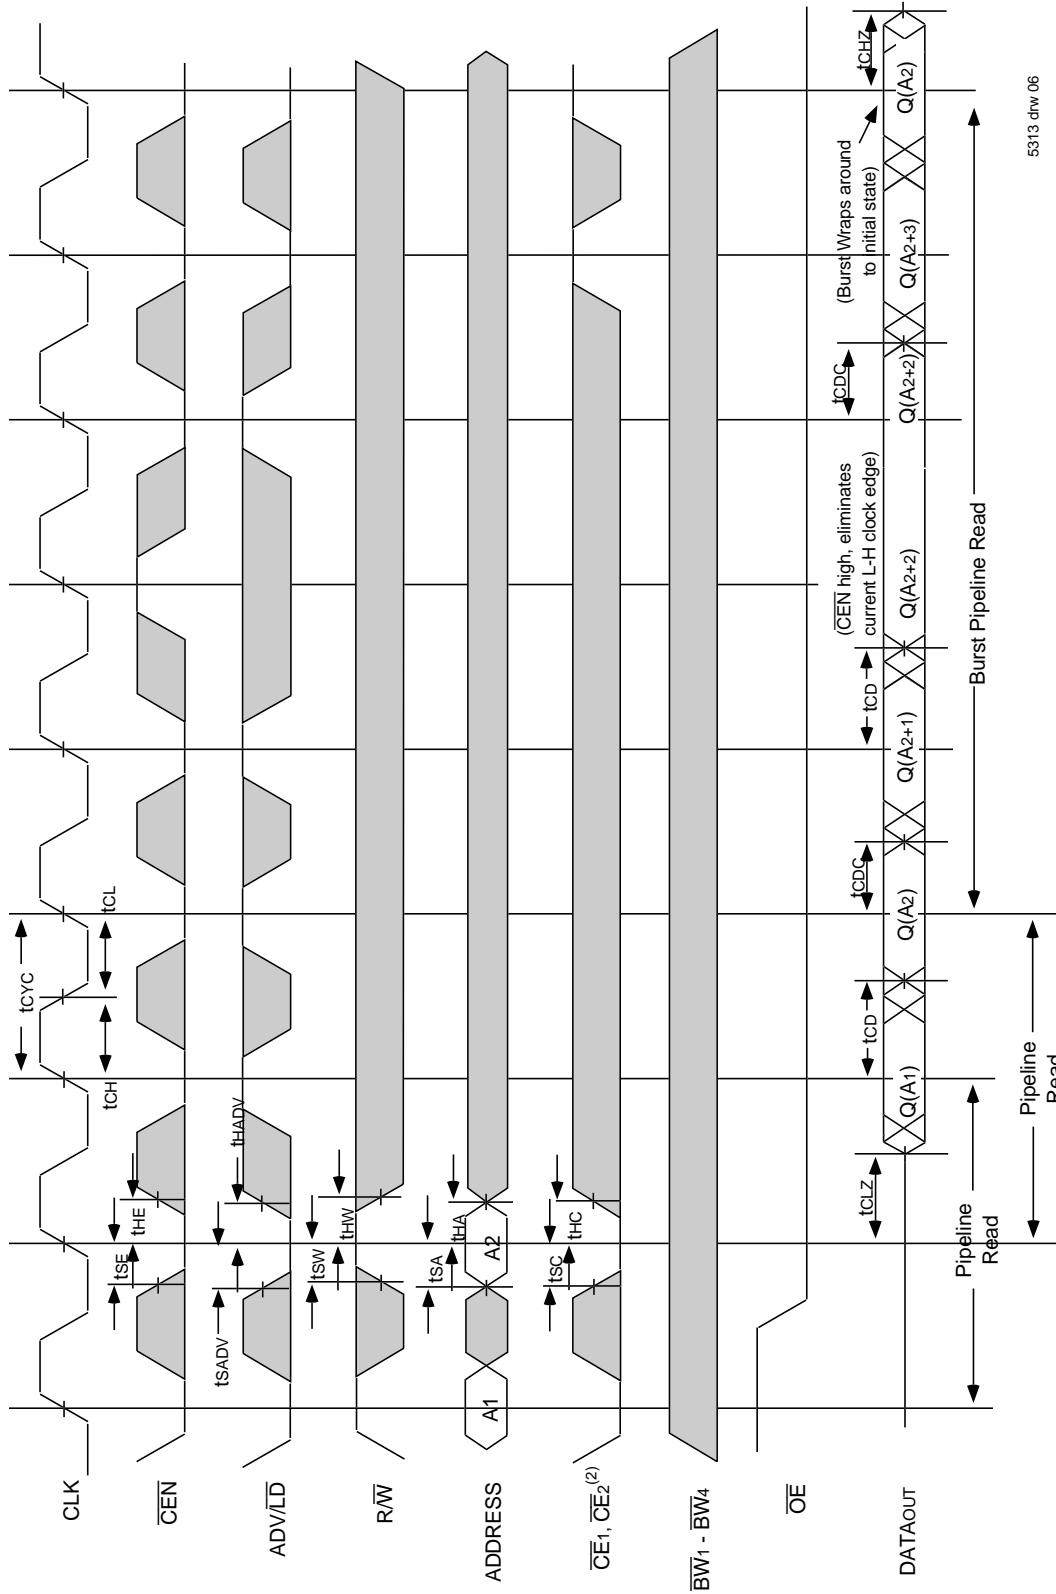 tCYC
tCH
tCL
CLK
tSE
tHE
CEN
tSADV
tHADV
ADV/LD
tSW
tHW
R/W
tSA
tHA
A1
A2
ADDRESS
tSC
tHC
CE1, CE2(2)
BW1 - BW4
OE
(CEN high, eliminates
current L-H clock edge)
(Burst Wraps around
to initial state)
tCLZ
tCD
tCDC
tCD
tCDC
tCHZ
DATAOUT
Q(A1)
Q(A2)
Q(A2+1)
Q(A2+2)
Q(A2+2)
Q(A2+3)
Q(A2)
Pipeline
Read
Burst Pipeline Read
Pipeline
Read
5313 drw 06